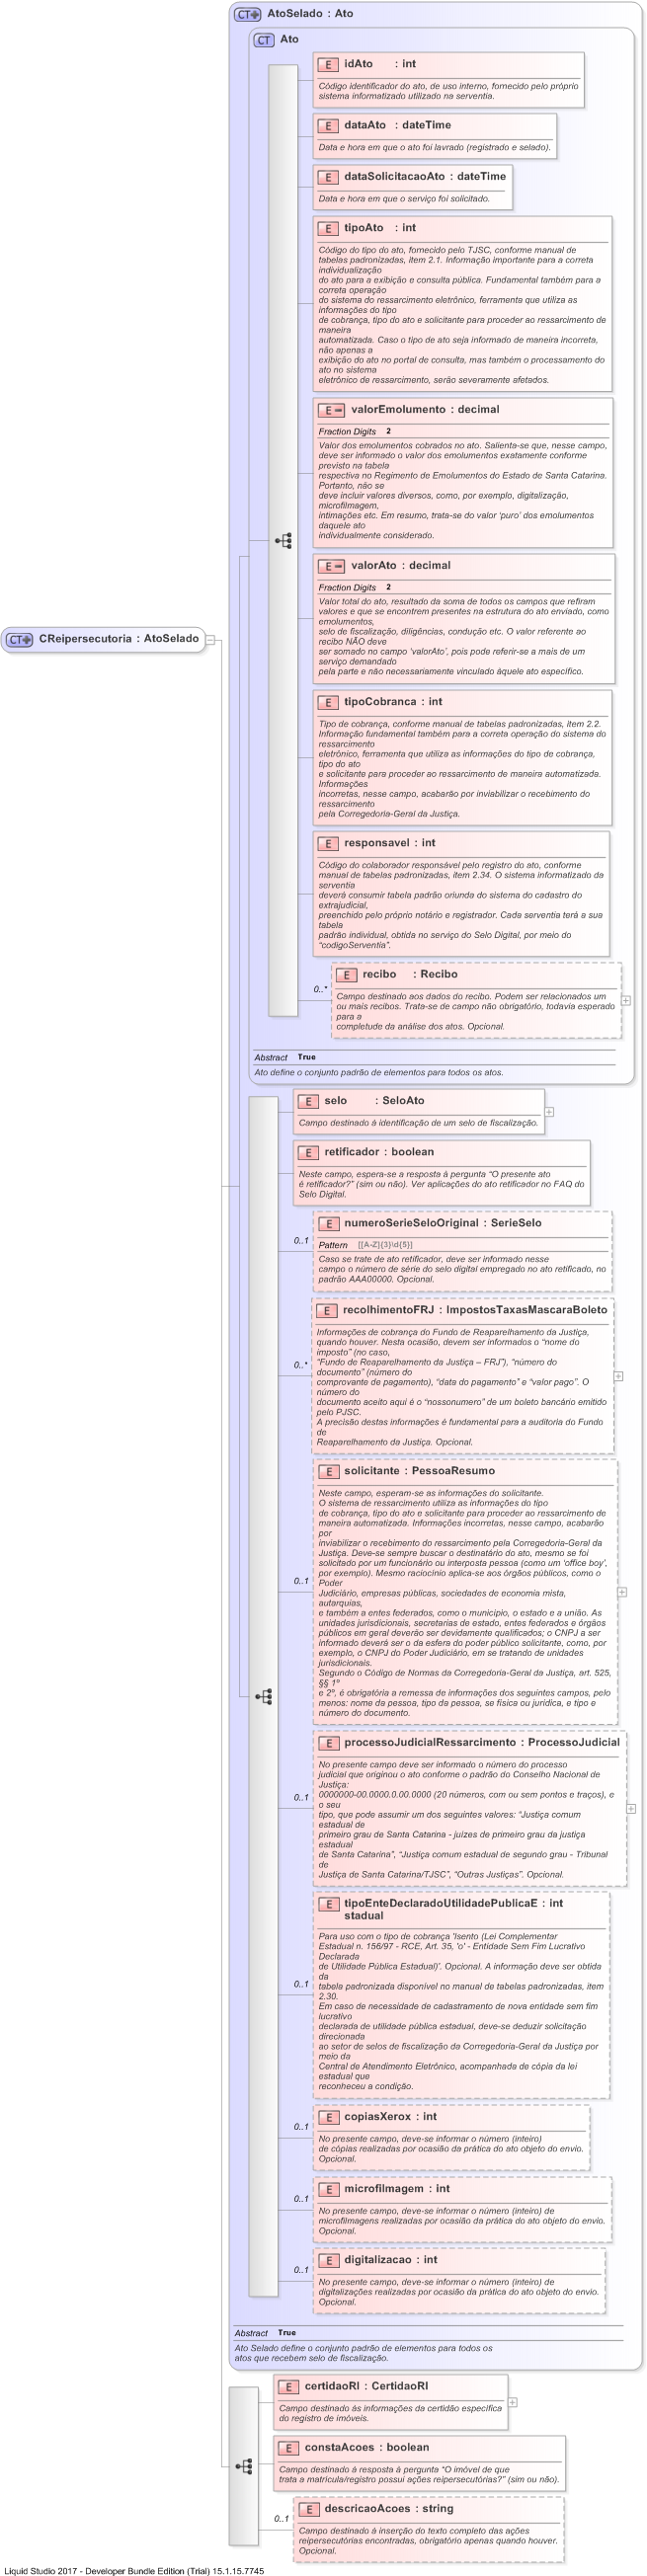 CT AtoSelado : Ato
CT Ato
E idAto : int
Código identificador do ato, de uso interno, fornecido pelo próprio
sistema informatizado utilizado na serventia.
E dataAto : dateTime
Data e hora em que o ato foi lavrado (registrado e selado).
E dataSolicitacaoAto : dateTime
Data e hora em que o serviço foi solicitado.
E tipoAto : int
Código do tipo do ato, fornecido pelo TJSC, conforme manual de
tabelas padronizadas, item 2.1. Informação importante para a correta
individualização
do ato para a exibição e consulta pública. Fundamental também para a
correta operação
do sistema do ressarcimento eletrônico, ferramenta que utiliza as
informações do tipo
de cobrança, tipo do ato e solicitante para proceder ao ressarcimento de
maneira
automatizada. Caso o tipo de ato seja informado de maneira incorreta,
não apenas a
exibição do ato no portal de consulta, mas também o processamento do
ato no sistema
eletrônico de ressarcimento, serão severamente afetados.
E valorEmolumento : decimal
Fraction Digits 2
Valor dos emolumentos cobrados no ato. Salienta-se que, nesse campo,
deve ser informado o valor dos emolumentos exatamente conforme
previsto na tabela
respectiva no Regimento de Emolumentos do Estado de Santa Catarina.
Portanto, não se
deve incluir valores diversos, como, por exemplo, digitalização,
microfilmagem,
intimações etc. Em resumo, trata-se do valor ‘puro’ dos emolumentos
daquele ato
individualmente considerado.
E valorAto : decimal
Fraction Digits 2
Valor total do ato, resultado da soma de todos os campos que refiram
valores e que se encontrem presentes na estrutura do ato enviado, como
emolumentos,
selo de fiscalização, diligências, condução etc. O valor referente ao
recibo NÃO deve
ser somado no campo ‘valorAto’, pois pode referir-se a mais de um
serviço demandado
pela parte e não necessariamente vinculado àquele ato específico.
CT CReipersecutoria : AtoSelado
E tipoCobranca : int
Tipo de cobrança, conforme manual de tabelas padronizadas, item 2.2.
Informação fundamental também para a correta operação do sistema do
ressarcimento
eletrônico, ferramenta que utiliza as informações do tipo de cobrança,
tipo do ato
e solicitante para proceder ao ressarcimento de maneira automatizada.
Informações
incorretas, nesse campo, acabarão por inviabilizar o recebimento do
ressarcimento
pela Corregedoria-Geral da Justiça.
E responsavel : int
Código do colaborador responsável pelo registro do ato, conforme
manual de tabelas padronizadas, item 2.34. O sistema informatizado da
serventia
deverá consumir tabela padrão oriunda do sistema do cadastro do
extrajudicial,
preenchido pelo próprio notário e registrador. Cada serventia terá a sua
tabela
padrão individual, obtida no serviço do Selo Digital, por meio do
“codigoServentia”.
E recibo : Recibo
0..*
Campo destinado aos dados do recibo. Podem ser relacionados um
ou mais recibos. Trata-se de campo não obrigatório, todavia esperado
para a
completude da análise dos atos. Opcional.
Abstract True
Ato define o conjunto padrão de elementos para todos os atos.
E selo : SeloAto
Campo destinado à identificação de um selo de fiscalização.
E retificador : boolean
Neste campo, espera-se a resposta à pergunta “O presente ato
é retificador?” (sim ou não). Ver aplicações do ato retificador no FAQ do
Selo Digital.
E numeroSerieSeloOriginal : SerieSelo
0..1
Pattern [[A-Z]{3}\d{5}]
Caso se trate de ato retificador, deve ser informado nesse
campo o número de série do selo digital empregado no ato retificado, no
padrão AAA00000. Opcional.
E recolhimentoFRJ : ImpostosTaxasMascaraBoleto
0..*
Informações de cobrança do Fundo de Reaparelhamento da Justiça,
quando houver. Nesta ocasião, devem ser informados o “nome do
imposto” (no caso,
“Fundo de Reaparelhamento da Justiça – FRJ”), “número do
documento” (número do
comprovante de pagamento), “data do pagamento” e “valor pago”. O
número do
documento aceito aqui é o “nossonumero” de um boleto bancário emitido
pelo PJSC.
A precisão destas informações é fundamental para a auditoria do Fundo
de
Reaparelhamento da Justiça. Opcional.
E solicitante : PessoaResumo
0..1
Neste campo, esperam-se as informações do solicitante.
O sistema de ressarcimento utiliza as informações do tipo
de cobrança, tipo do ato e solicitante para proceder ao ressarcimento de
maneira automatizada. Informações incorretas, nesse campo, acabarão
por
inviabilizar o recebimento do ressarcimento pela Corregedoria-Geral da
Justiça. Deve-se sempre buscar o destinatário do ato, mesmo se foi
solicitado por um funcionário ou interposta pessoa (como um ‘office boy’,
por exemplo). Mesmo raciocínio aplica-se aos órgãos públicos, como o
Poder
Judiciário, empresas públicas, sociedades de economia mista,
autarquias,
e também a entes federados, como o município, o estado e a união. As
unidades jurisdicionais, secretarias de estado, entes federados e órgãos
públicos em geral deverão ser devidamente qualificados; o CNPJ a ser
informado deverá ser o da esfera do poder público solicitante, como, por
exemplo, o CNPJ do Poder Judiciário, em se tratando de unidades
jurisdicionais.
Segundo o Código de Normas da Corregedoria-Geral da Justiça, art. 525,
§§ 1º
e 2º, é obrigatória a remessa de informações dos seguintes campos, pelo
menos: nome da pessoa, tipo da pessoa, se física ou jurídica, e tipo e
número do documento.
E processoJudicialRessarcimento : ProcessoJudicial
0..1
No presente campo deve ser informado o número do processo
judicial que originou o ato conforme o padrão do Conselho Nacional de
Justiça:
0000000-00.0000.0.00.0000 (20 números, com ou sem pontos e traços), e
o seu
tipo, que pode assumir um dos seguintes valores: “Justiça comum
estadual de
primeiro grau de Santa Catarina - juízes de primeiro grau da justiça
estadual
de Santa Catarina”, “Justiça comum estadual de segundo grau - Tribunal
de
Justiça de Santa Catarina/TJSC”, “Outras Justiças”. Opcional.
E tipoEnteDeclaradoUtilidadePublicaE : int
stadual
0..1
Para uso com o tipo de cobrança 'Isento (Lei Complementer
Estadual n. 156/97 - RCE, Art. 35, 'o' - Entidade Sem Fim Lucrativo
Declarada
de Utilidade Pública Estadual)'. Opcional. A informação deve ser obtida
da
tabela padronizada disponível no manual de tabelas padronizadas, item
2.30.
Em caso de necessidade de cadastramento de nova entidade sem fim
lucrativo
declarada de utilidade pública estadual, deve-se deduzir solicitação
direcionada
ao setor de selos de fiscalização da Corregedoria-Geral da Justiça por
meio da
Central de Atendimento Eletrônico, acompanhada de cópia da lei
estadual que
reconheceu a condição.
E copiasXerox : int
0..1
No presente campo, deve-se informar o número (inteiro)
de cópias realizadas por ocasião da prática do ato objeto do envio.
Opcional.
E microfilmagem : int
0..1
No presente campo, deve-se informar o número (inteiro) de
microfilmagens realizadas por ocasião da prática do ato objeto do envio.
Opcional.
E digitalizacao : int
0..1
No presente campo, deve-se informar o número (inteiro) de
digitalizações realizadas por ocasião da prática do ato objeto do envio.
Opcional.
Abstract True
Ato Selado define o conjunto padrão de elementos para todos os
atos que recebem selo de fiscalização.
E certidaoRI : CertidaoRI
Campo destinado às informações da certidão específica
do registro de imóveis.
E constaAcoes : boolean
Campo destinado à resposta à pergunta “O imóvel de que
trata a matrícula/registro possui ações reipersecutórias?” (sim ou não).
E descricaoAcoes : string
0..1
Campo destinado à inserção do texto completo das ações
reipersecutórias encontradas, obrigatório apenas quando houver.
Opcional.
Liquid Studio 2017 - Developer Bundle Edition (Trial) 15.1.15.7745